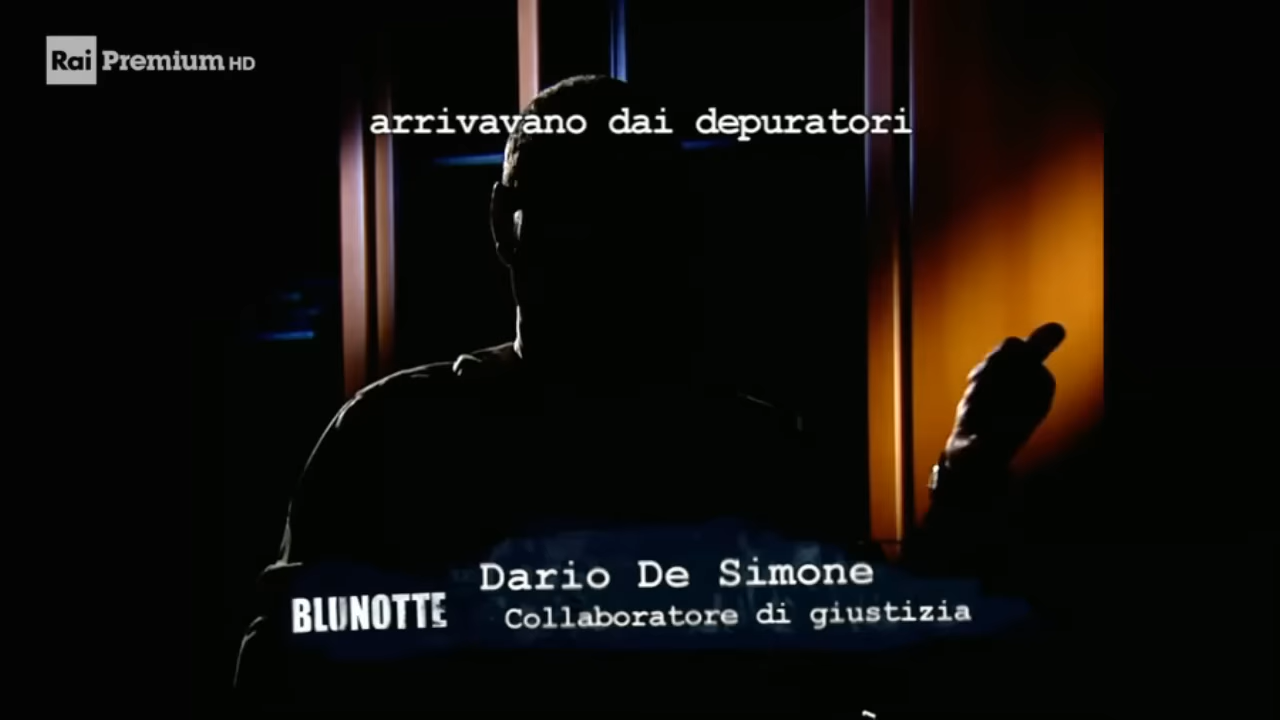 Rai Premium HD
arrivavano dai depuratori
Dario De Simone
BLUNOTTE
Collaboratore di giustizia